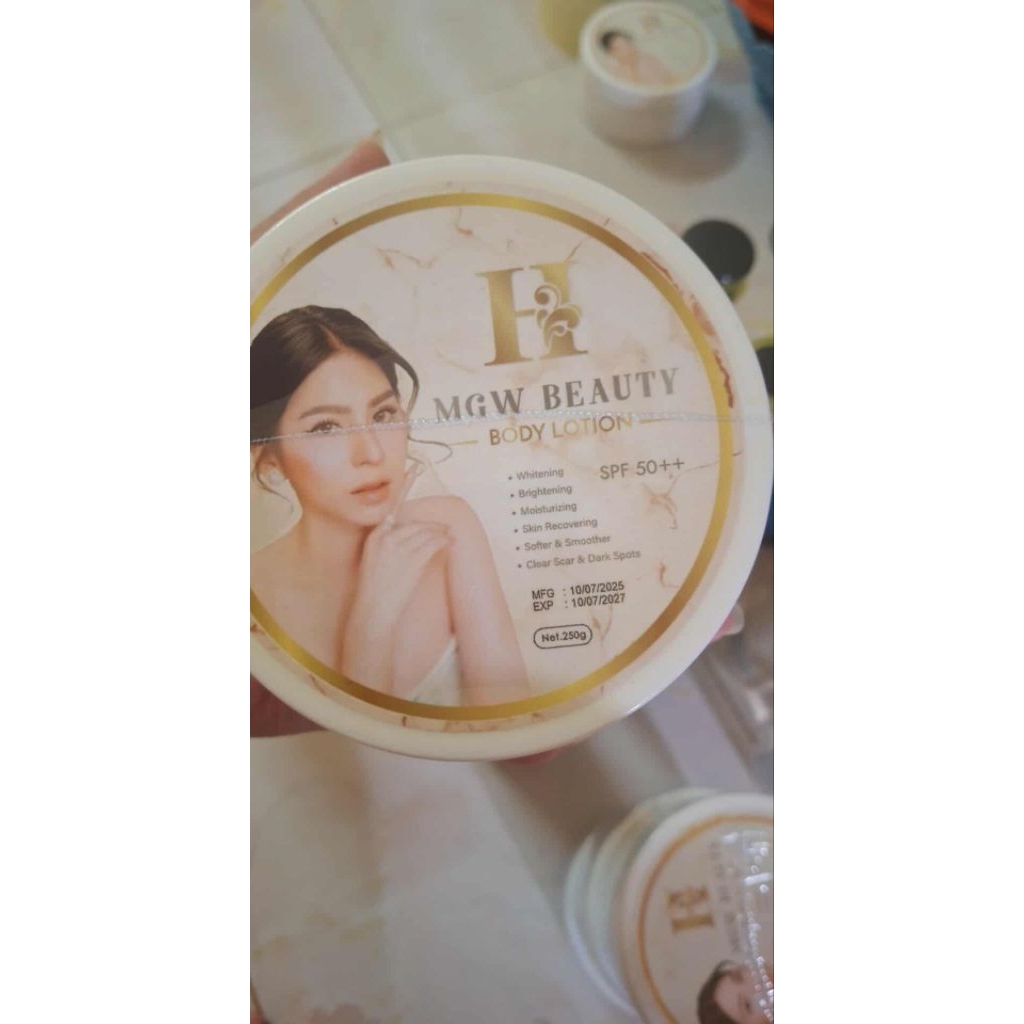 H
MGW BEAUTY
BODY LOTION
SPF 50++
• Whitening
• Brightening
• Moisturizing
• Skin Recovering
• Softer & Smoother
• Clear Scar & Dark Spots
MFG : 10/07/2025
EXP : 10/07/2027
Net.250g
H